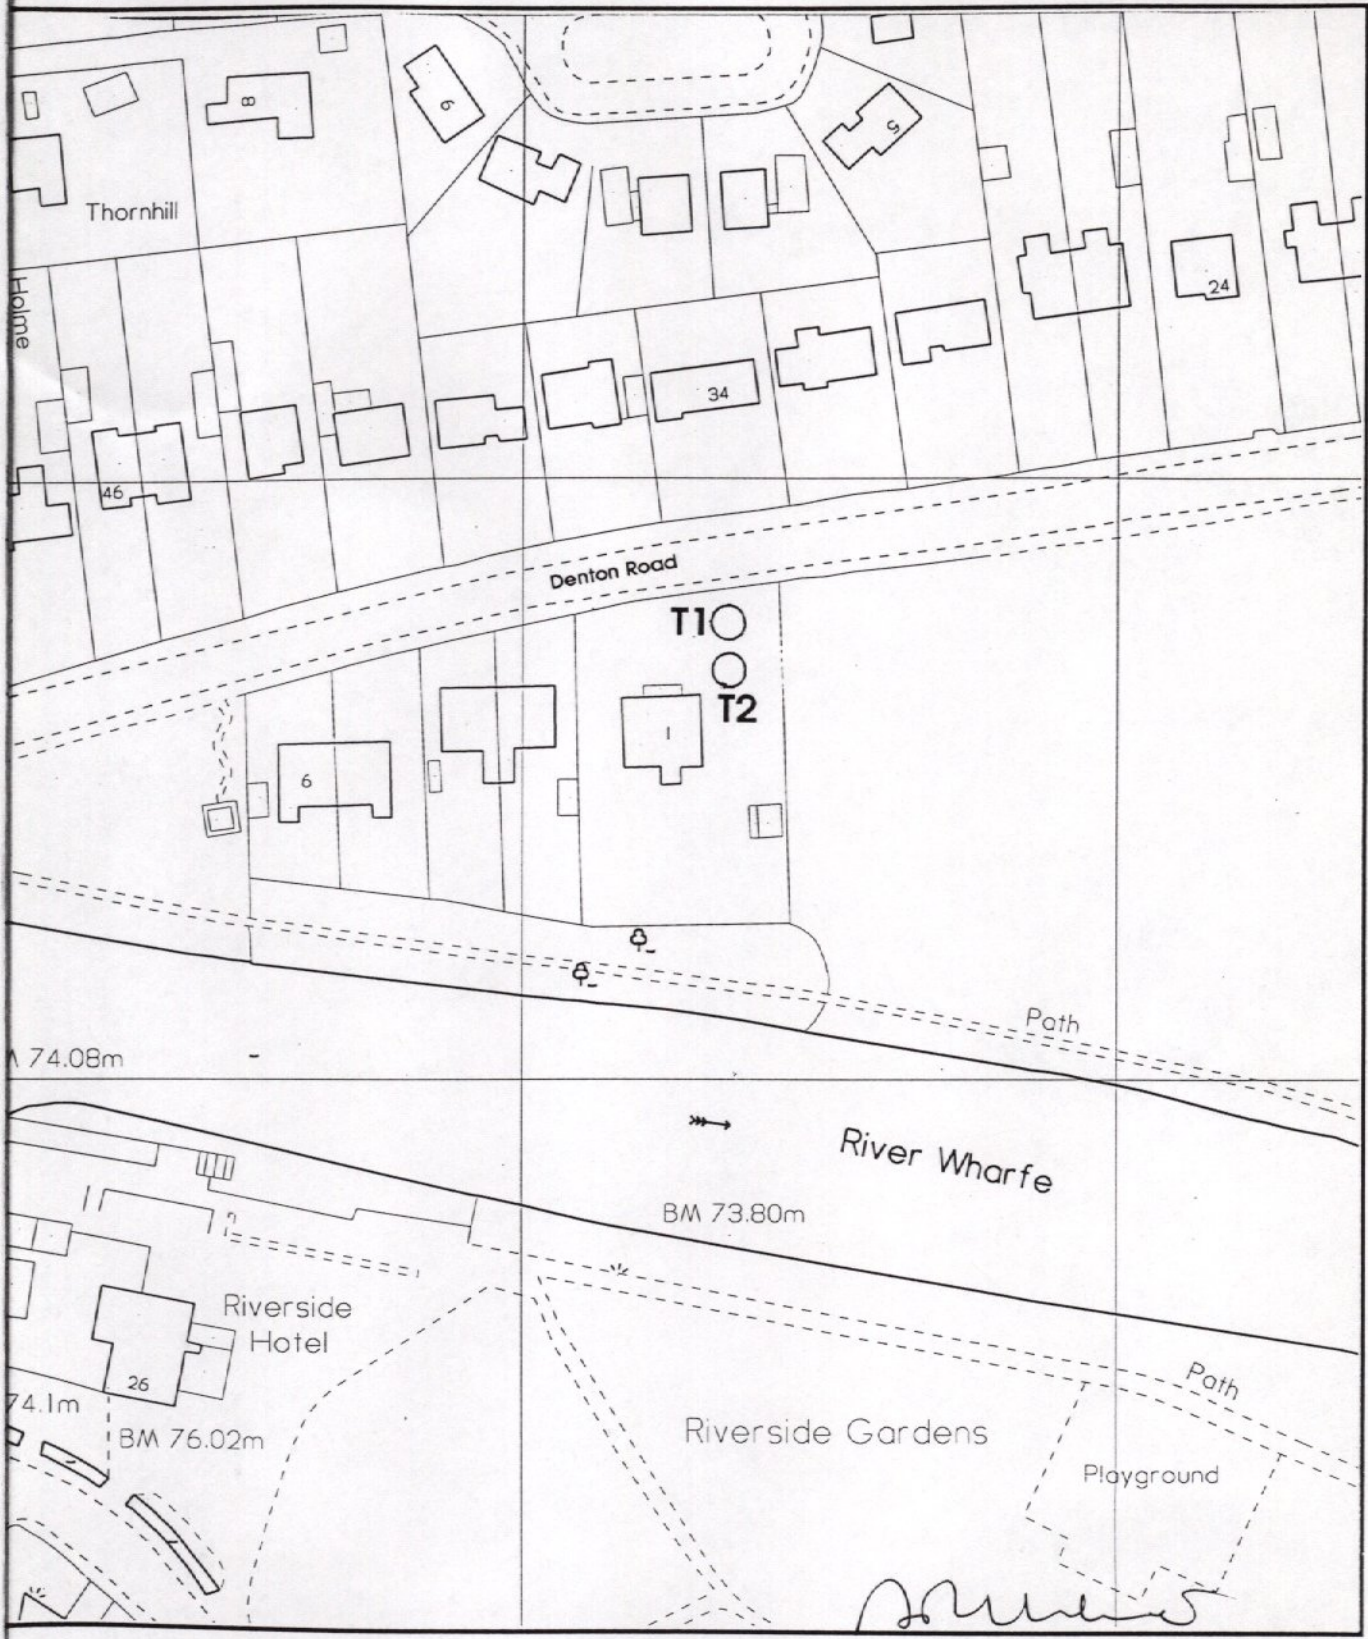 8
6
5
Thornhill
Holme
24
34
46
Denton Road
T1
T2
1
6
Path
74.08m
River Wharfe
BM 73.80m
Riverside
Hotel
26
Path
74.1m
BM 76.02m
Riverside Gardens
Playground